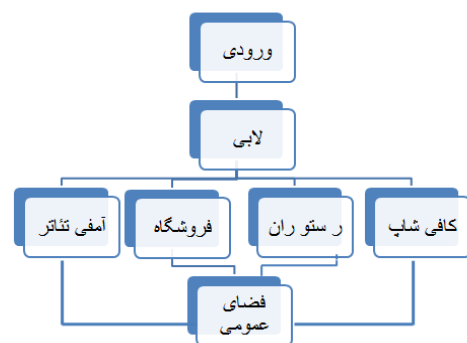 ورودی
لابی
کافی شاپ
ر ستو ران
فروشگاه
آمفی تئاتر
فضای
عمومی